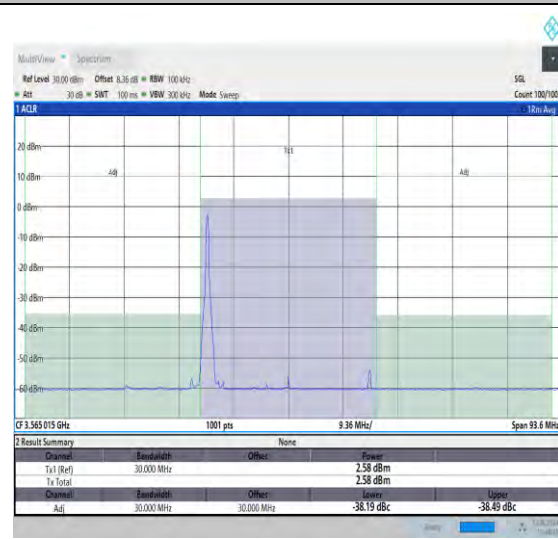 MultiView Spectrum
Ref Level 30.00 dBm Offset 8.36 dB RBW 100 kHz SGL
Att 30 dB SWT 100 ms VBW 300 kHz Mode Sweep Count 100/100
1 ACLR 1Rm Avg
20 dBm
Adj Adj
10 dBm
0 dBm
-10 dBm
-20 dBm
-30 dBm
-40 dBm
-50 dBm
-60 dBm
CF 3.565 015 GHz 1001 pts 9.36 MHz/ Span 93.6 MHz
2 Result Summary None
Channel Bandwidth Offset Power
Tx1 (Ref) 30.000 MHz 2.58 dBm
Tx Total 2.58 dBm
Channel Bandwidth Offset Lower Upper
Adj 30.000 MHz 30.000 MHz -38.19 dBc -38.49 dBc